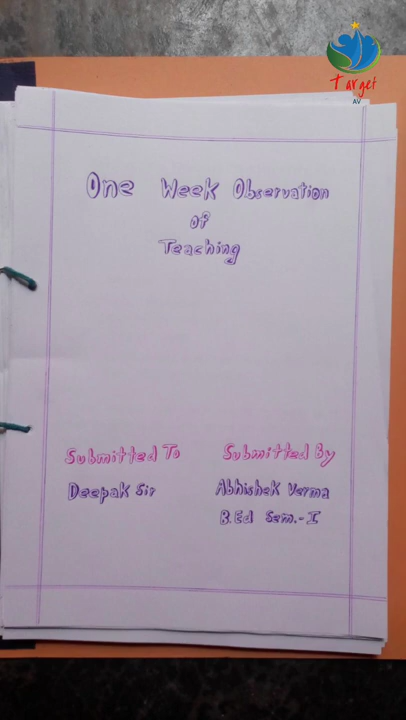 Target
AV
One Week Observation
of
Teaching
Submitted To
Deepak Sir
Submitted By
Abhishek Verma
B.Ed Sem.-I